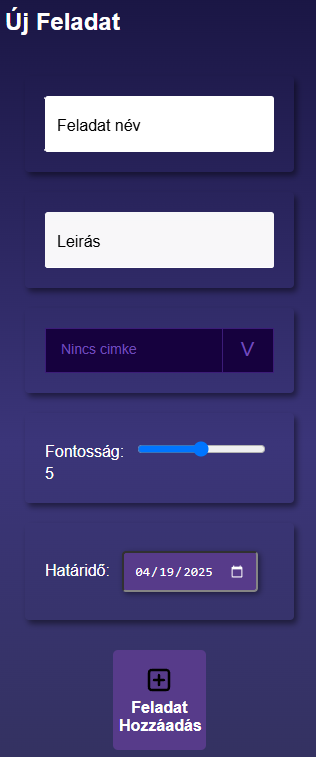 Új Feladat
Feladat név
Leirás
Nincs cimke
V
Fontosság:
5
Határidő:
04/19/2025
Feladat
Hozzáadás